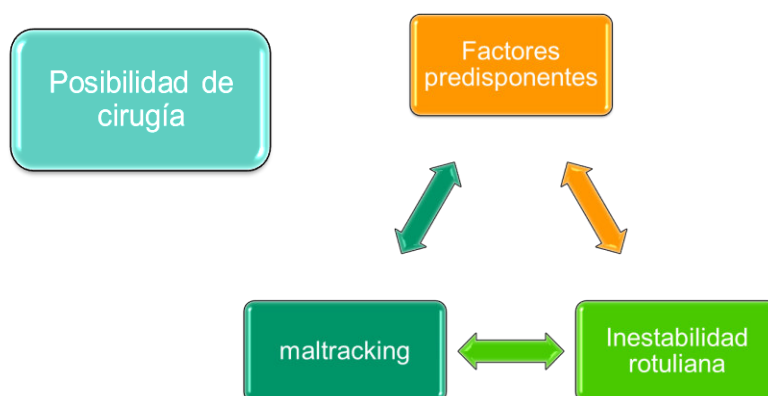 Posibilidad de
cirugía
Factores
predisponentes
maltracking
Inestabilidad
rotuliana